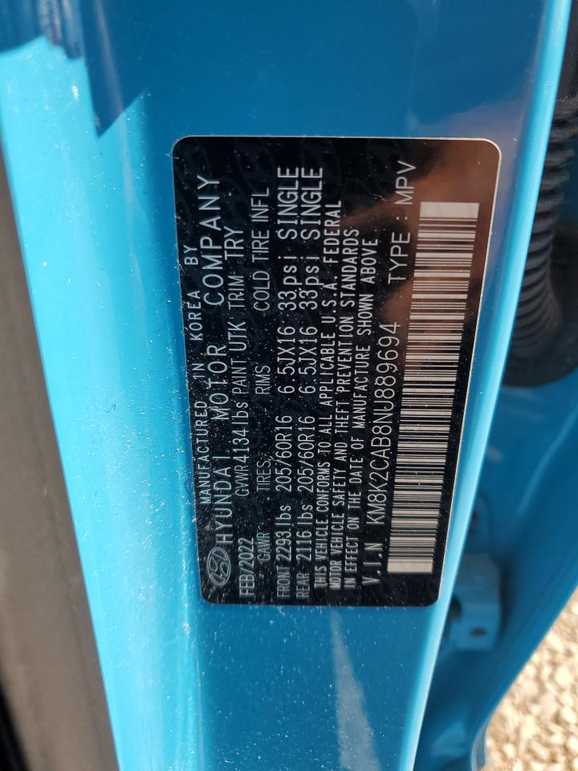 MANUFACTURED IN KOREA BY
HYUNDAI MOTOR COMPANY
FEB/2022 GVWR 4134 lbs PAINT UTK TRIM TRY
GAWR TIRES RIMS COLD TIRE INFL
FRONT 2293 lbs 205/60R16 6.5JX16 33psi SINGLE
REAR 2116 lbs 205/60R16 6.5JX16 33psi SINGLE
THIS VEHICLE CONFORMS TO ALL APPLICABLE U.S.A. FEDERAL
MOTOR VEHICLE SAFETY AND THEFT PREVENTION STANDARDS
IN EFFECT ON THE DATE OF MANUFACTURE SHOWN ABOVE.
V.I.N KM8K2CAB8NU889694 TYPE : MPV